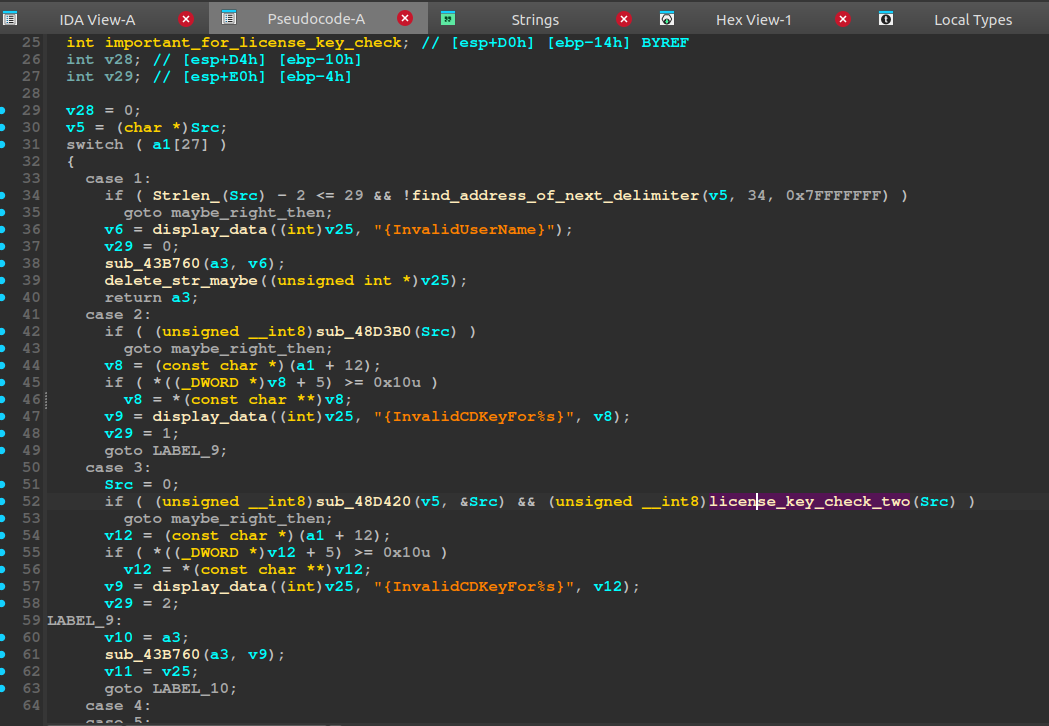 IDA View-A Pseudocode-A Strings Hex View-1 Local Types
25 int important_for_license_key_check; // [esp+D0h] [ebp-14h] BYREF
26 int v28; // [esp+D4h] [ebp-10h]
27 int v29; // [esp+E0h] [ebp-4h]
28
29 v28 = 0;
30 v5 = (char *)Src;
31 switch ( a1[27] )
32 {
33 case 1:
34 if ( Strlen_(Src) - 2 <= 29 && !find_address_of_next_delimiter(v5, 34, 0x7FFFFFFF) )
35 goto maybe_right_then;
36 v6 = display_data((int)v25, "{InvalidUserName}");
37 v29 = 0;
38 sub_43B760(a3, v6);
39 delete_str_maybe((unsigned int *)v25);
40 return a3;
41 case 2:
42 if ( (unsigned __int8)sub_48D3B0(Src) )
43 goto maybe_right_then;
44 v8 = (const char *)(a1 + 12);
45 if ( *((_DWORD *)v8 + 5) >= 0x10u )
46 v8 = *(const char **)v8;
47 v9 = display_data((int)v25, "{InvalidCDKeyFor%s}", v8);
48 v29 = 1;
49 goto LABEL_9;
50 case 3:
51 Src = 0;
52 if ( (unsigned __int8)sub_48D420(v5, &Src) && (unsigned __int8)license_key_check_two(Src) )
53 goto maybe_right_then;
54 v12 = (const char *)(a1 + 12);
55 if ( *((_DWORD *)v12 + 5) >= 0x10u )
56 v12 = *(const char **)v12;
57 v9 = display_data((int)v25, "{InvalidCDKeyFor%s}", v12);
58 v29 = 2;
59 LABEL_9:
60 v10 = a3;
61 sub_43B760(a3, v9);
62 v11 = v25;
63 goto LABEL_10;
64 case 4:
case 5: